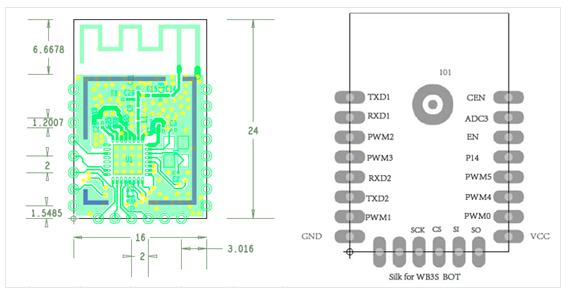 6.6678
1.2007
2
1.5485
24
16
3.016
2
101
TXD1
RXD1
PWM2
PWM3
RXD2
TXD2
PWM1
GND
CEN
ADC3
EN
P14
PWM5
PWM4
PWM0
VCC
SCK CS SI SO
Silk for WB3S BOT